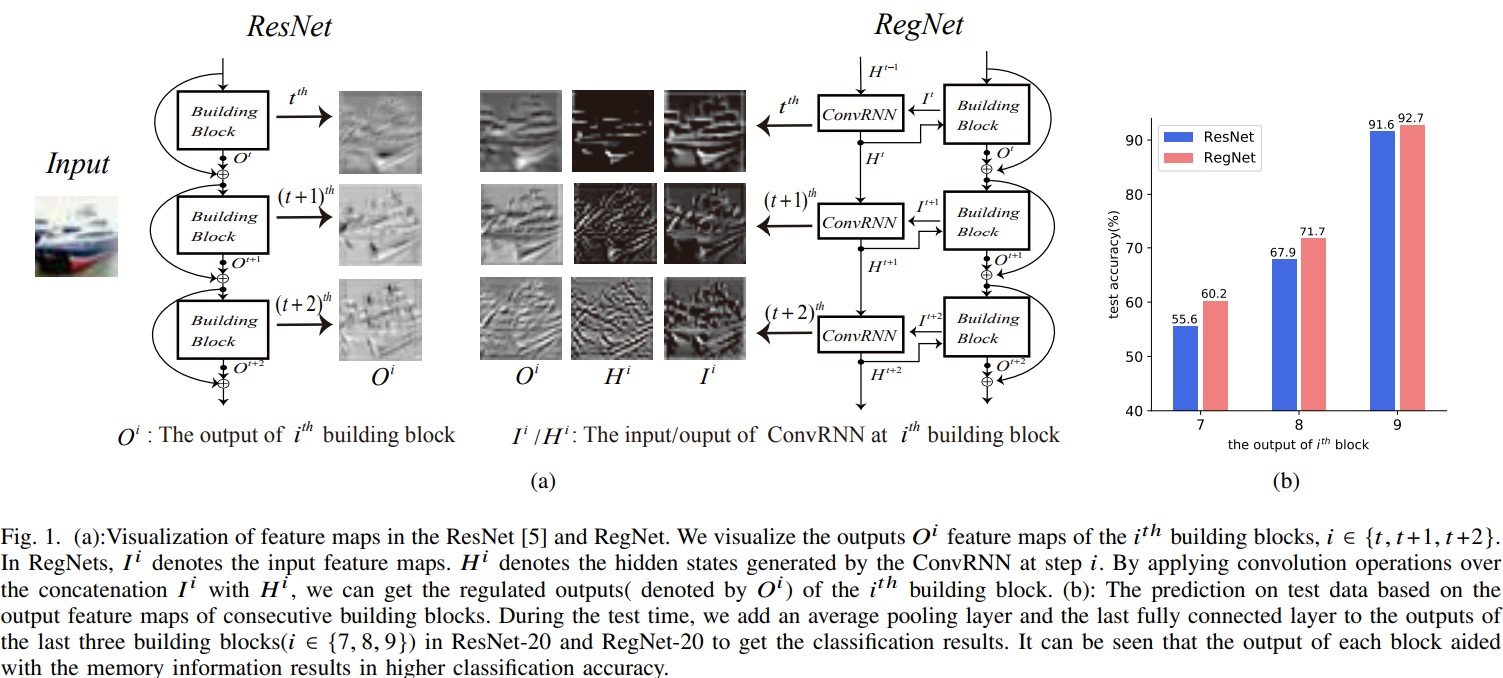 ResNet
RegNet
Input
Building
Block
t^th
O^t
Building
Block
(t+1)^th
O^{t+1}
Building
Block
(t+2)^th
O^{t+2}
O^i
H^{t-1}
ConvRNN
I^t
Building
Block
t^th
H^t
O^t
(t+1)^th
ConvRNN
I^{t+1}
Building
Block
H^{t+1}
O^{t+1}
(t+2)^th
ConvRNN
I^{t+2}
Building
Block
H^{t+2}
O^{t+2}
O^i
H^i
I^i
O^i : The output of i^th building block
I^i /H^i: The input/ouput of ConvRNN at i^th building block
(a)
ResNet
RegNet
test accuracy(%)
90
80
70
60
50
40
55.6
60.2
67.9
71.7
91.6
92.7
7
8
9
the output of i^th block
(b)
Fig. 1. (a):Visualization of feature maps in the ResNet [5] and RegNet. We visualize the outputs O^i feature maps of the i^th building blocks, i ∈ {t, t+1, t+2}.
In RegNets, I^i denotes the input feature maps. H^i denotes the hidden states generated by the ConvRNN at step i. By applying convolution operations over
the concatenation I^i with H^i, we can get the regulated outputs( denoted by O^i) of the i^th building block. (b): The prediction on test data based on the
output feature maps of consecutive building blocks. During the test time, we add an average pooling layer and the last fully connected layer to the outputs of
the last three building blocks(i ∈ {7, 8, 9}) in ResNet-20 and RegNet-20 to get the classification results. It can be seen that the output of each block aided
with the memory information results in higher classification accuracy.